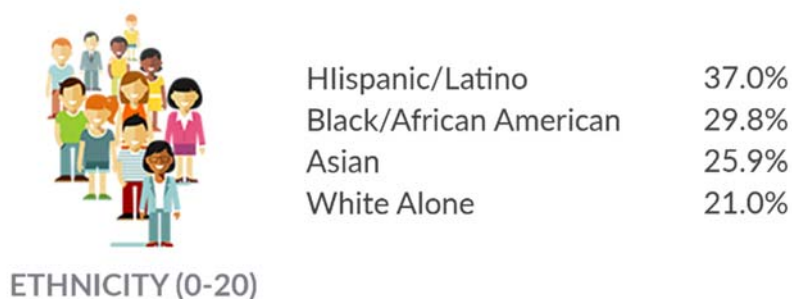 HIispanic/Latino 37.0%
Black/African American 29.8%
Asian 25.9%
White Alone 21.0%
ETHNICITY (0-20)